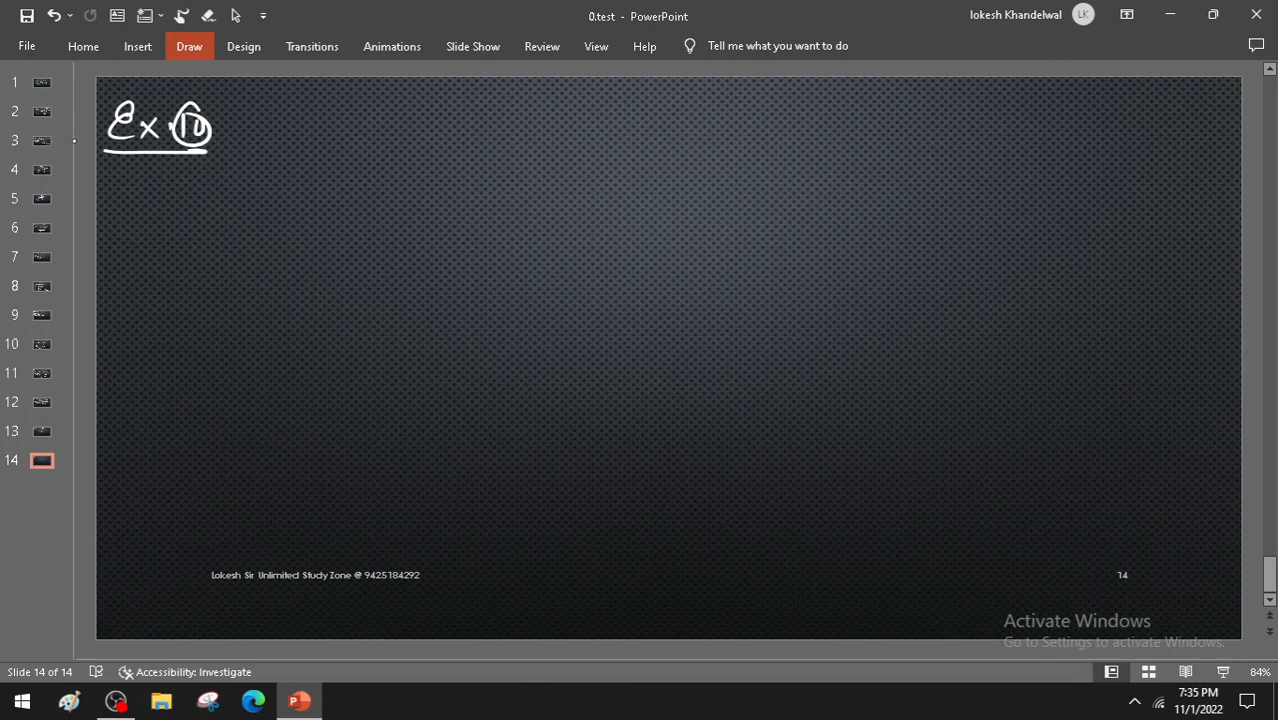 0.test - PowerPoint
lokesh Khandelwal LK
File Home Insert Draw Design Transitions Animations Slide Show Review View Help Tell me what you want to do
1
2
3
4
5
6
7
8
9
10
11
12
13
14
Ex 10
Lokesh Sir Unlimited Study Zone @ 9425184292
14
Activate Windows
Go to Settings to activate Windows.
Slide 14 of 14 Accessibility: Investigate 84%
7:35 PM
11/1/2022